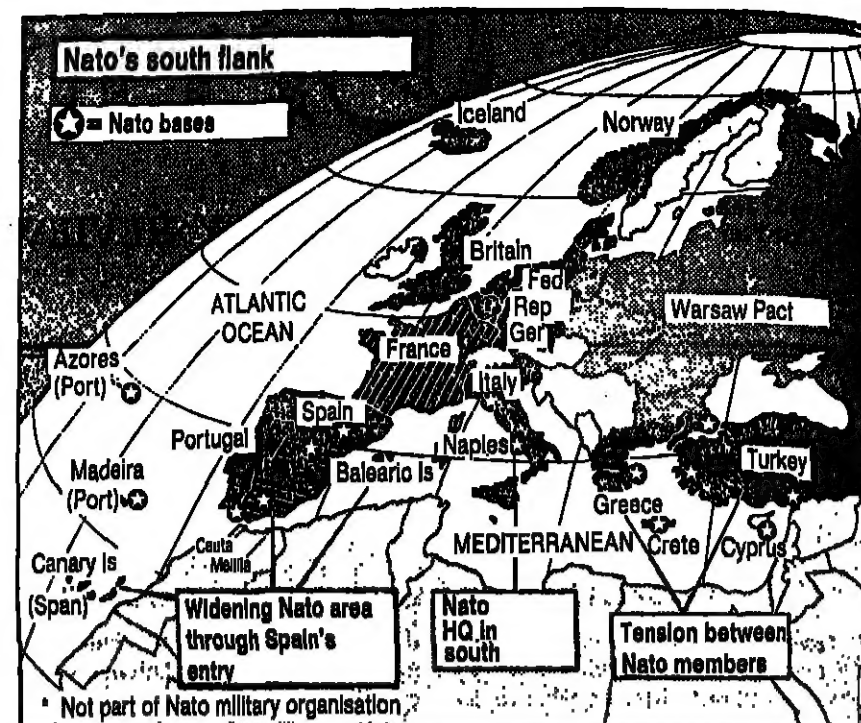 Nato's south flank
= Nato bases
Iceland
Norway
Britain
Fed
Rep
Ger
ATLANTIC
OCEAN
Warsaw Pact
France
Azores
(Port)
Italy
Spain
Portugal
Naples
Turkey
Balearic Is
Madeira
(Port)
Greece
Ceuta
Melilla
MEDITERRANEAN
Crete
Cyprus
Canary Is
(Span)
Widening Nato area
through Spain's
entry
Nato
HQ in
south
Tension between
Nato members
* Not part of Nato military organisation